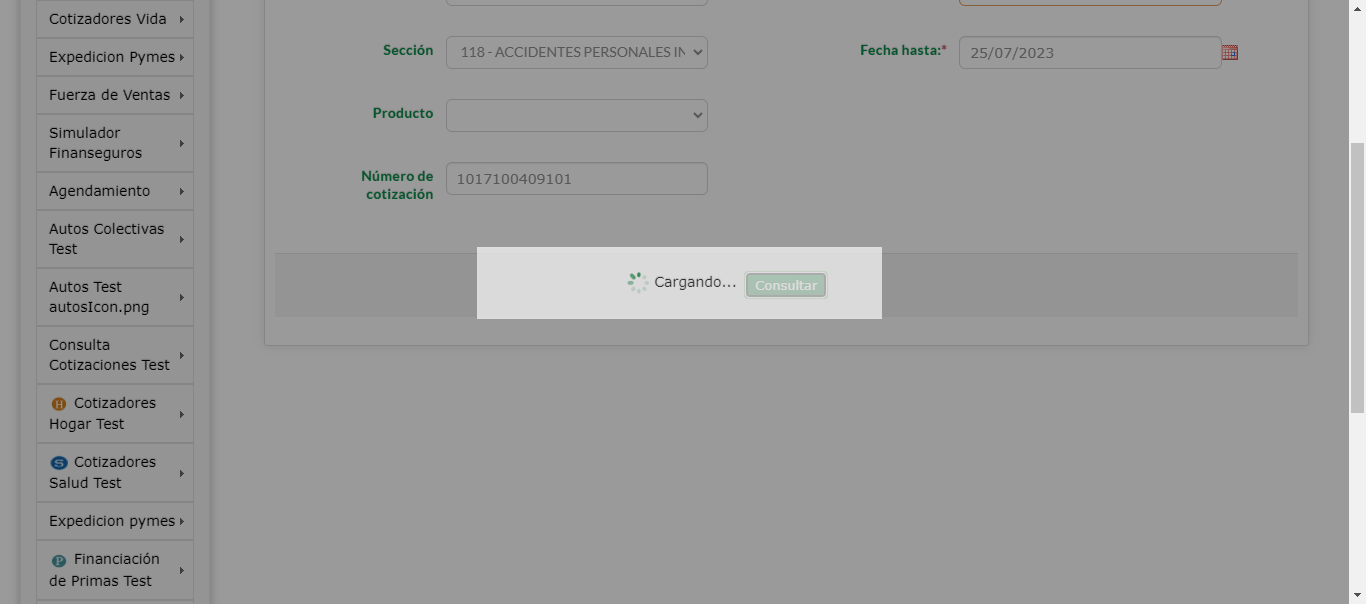 Cotizadores Vida
Expedicion Pymes
Fuerza de Ventas
Simulador
Finanseguros
Agendamiento
Autos Colectivas
Test
Autos Test
autosIcon.png
Consulta
Cotizaciones Test
H Cotizadores
Hogar Test
S Cotizadores
Salud Test
Expedicion pymes
P Financiación
de Primas Test
Sección
118 - ACCIDENTES PERSONALES IN
Fecha hasta:*
25/07/2023
Producto
Número de
cotización
1017100409101
Cargando...
Consultar